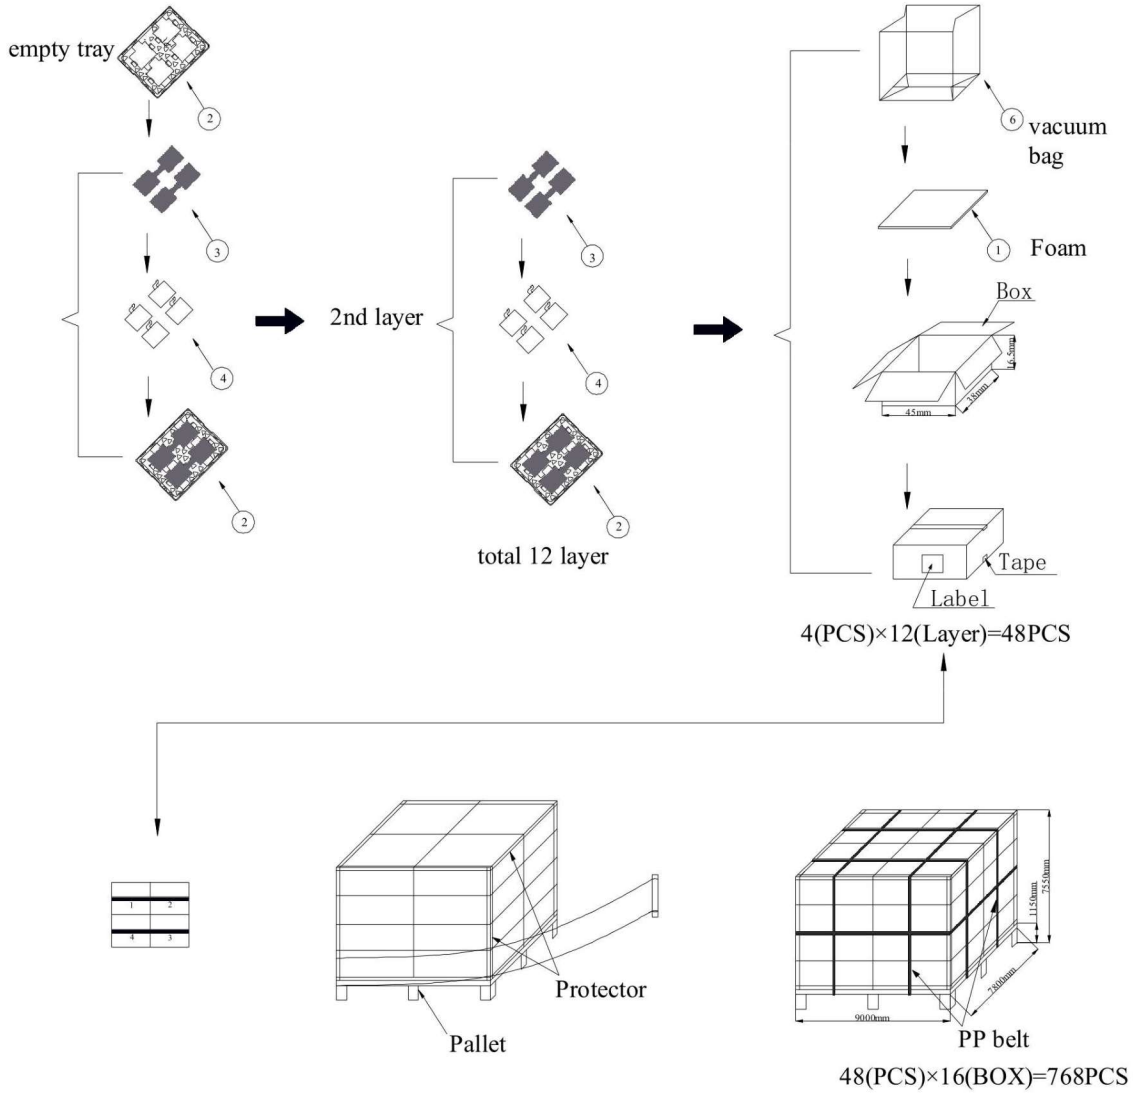 empty tray
2
3
4
2
2nd layer
3
4
2
total 12 layer
6
vacuum
bag
1
Foam
Box
16.5mm
38mm
45mm
Tape
Label
4(PCS)×12(Layer)=48PCS
1
2
4
3
Protector
Pallet
7550mm
1150mm
7800mm
9000mm
PP belt
48(PCS)×16(BOX)=768PCS